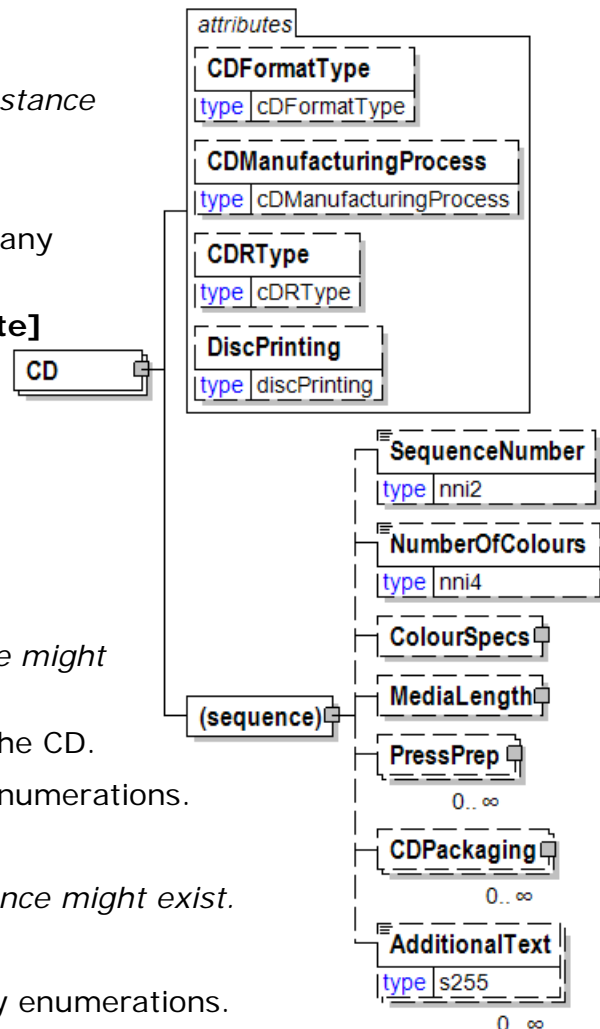 stance
any
te]
e might
he CD.
numerations.
nce might exist.
y enumerations.
CD
attributes
CDFormatType
type cDFormatType
CDManufacturingProcess
type cDManufacturingProcess
CDRType
type cDRType
DiscPrinting
type discPrinting
(sequence)
SequenceNumber
type nni2
NumberOfColours
type nni4
ColourSpecs
MediaLength
PressPrep
0.. ∞
CDPackaging
0.. ∞
AdditionalText
type s255
0.. ∞